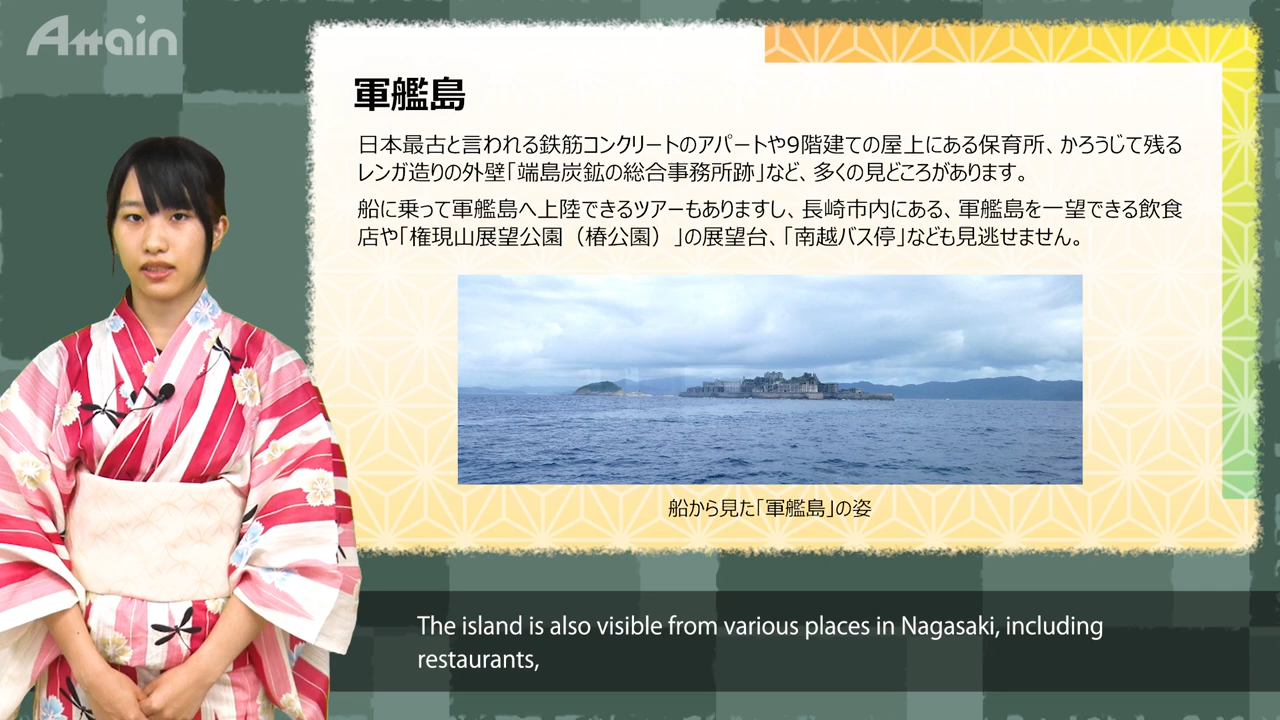 Attain
軍艦島
日本最古と言われる鉄筋コンクリートのアパートや9階建ての屋上にある保育所、かろうじて残る
レンガ造りの外壁「端島炭鉱の総合事務所跡」など、多くの見どころがあります。
船に乗って軍艦島へ上陸できるツアーもありますし、長崎市内にある、軍艦島を一望できる飲食
店や「権現山展望公園（椿公園）」の展望台、「南越バス停」なども見逃せません。
船から見た「軍艦島」の姿
The island is also visible from various places in Nagasaki, including
restaurants,